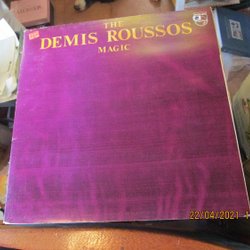 THE
DEMIS ROUSSOS
MAGIC
22/04/2021